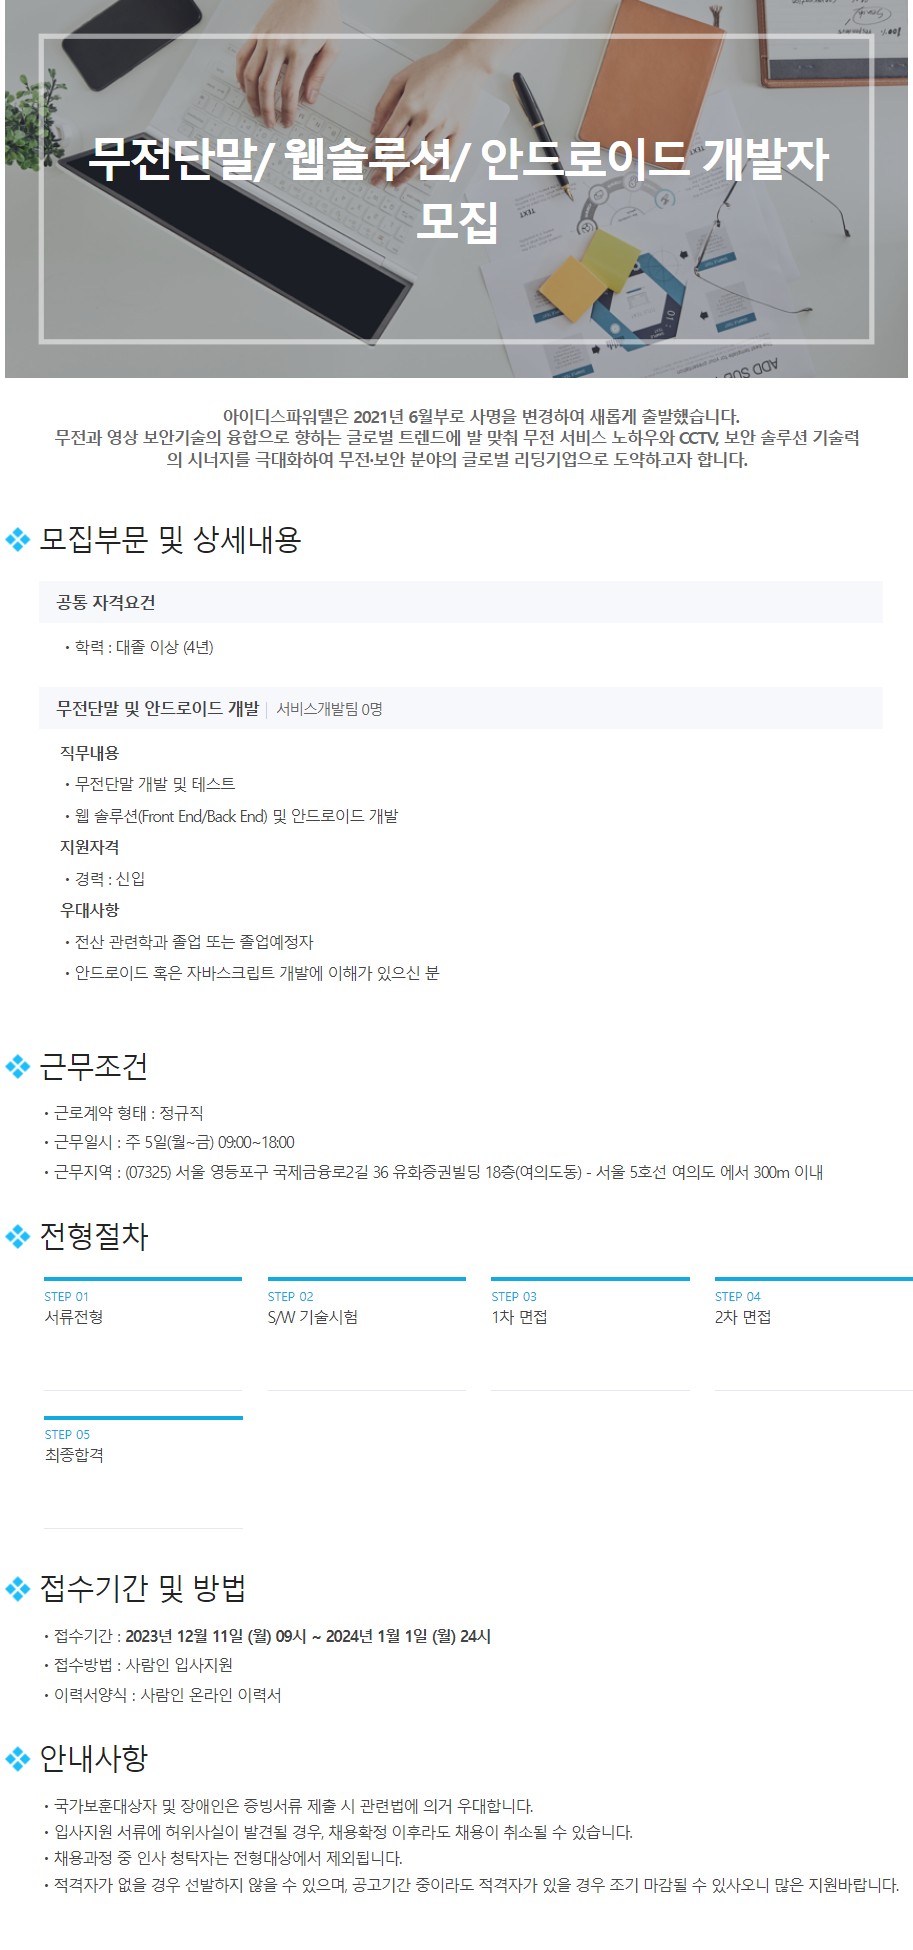 무전단말/ 웹솔루션/ 안드로이드 개발자
모집
TEXT
ADD SUB
아이디스파워텔은 2021년 6월부로 사명을 변경하여 새롭게 출발했습니다.
무전과 영상 보안기술의 융합으로 향하는 글로벌 트렌드에 발 맞춰 무전 서비스 노하우와 CCTV, 보안 솔루션 기술력
의 시너지를 극대화하여 무전·보안 분야의 글로벌 리딩기업으로 도약하고자 합니다.
모집부문 및 상세내용
공통 자격요건
• 학력 : 대졸 이상 (4년)
무전단말 및 안드로이드 개발 | 서비스개발팀 0명
직무내용
• 무전단말 개발 및 테스트
• 웹 솔루션(Front End/Back End) 및 안드로이드 개발
지원자격
• 경력 : 신입
우대사항
• 전산 관련학과 졸업 또는 졸업예정자
• 안드로이드 혹은 자바스크립트 개발에 이해가 있으신 분
근무조건
• 근로계약 형태 : 정규직
• 근무일시 : 주 5일(월~금) 09:00~18:00
• 근무지역 : (07325) 서울 영등포구 국제금융로2길 36 유화증권빌딩 18층(여의도동) - 서울 5호선 여의도 에서 300m 이내
전형절차
STEP 01
서류전형
STEP 02
S/W 기술시험
STEP 03
1차 면접
STEP 04
2차 면접
STEP 05
최종합격
접수기간 및 방법
• 접수기간 : 2023년 12월 11일 (월) 09시 ~ 2024년 1월 1일 (월) 24시
• 접수방법 : 사람인 입사지원
• 이력서양식 : 사람인 온라인 이력서
안내사항
• 국가보훈대상자 및 장애인은 증빙서류 제출 시 관련법에 의거 우대합니다.
• 입사지원 서류에 허위사실이 발견될 경우, 채용확정 이후라도 채용이 취소될 수 있습니다.
• 채용과정 중 인사 청탁자는 전형대상에서 제외됩니다.
• 적격자가 없을 경우 선발하지 않을 수 있으며, 공고기간 중이라도 적격자가 있을 경우 조기 마감될 수 있사오니 많은 지원바랍니다.